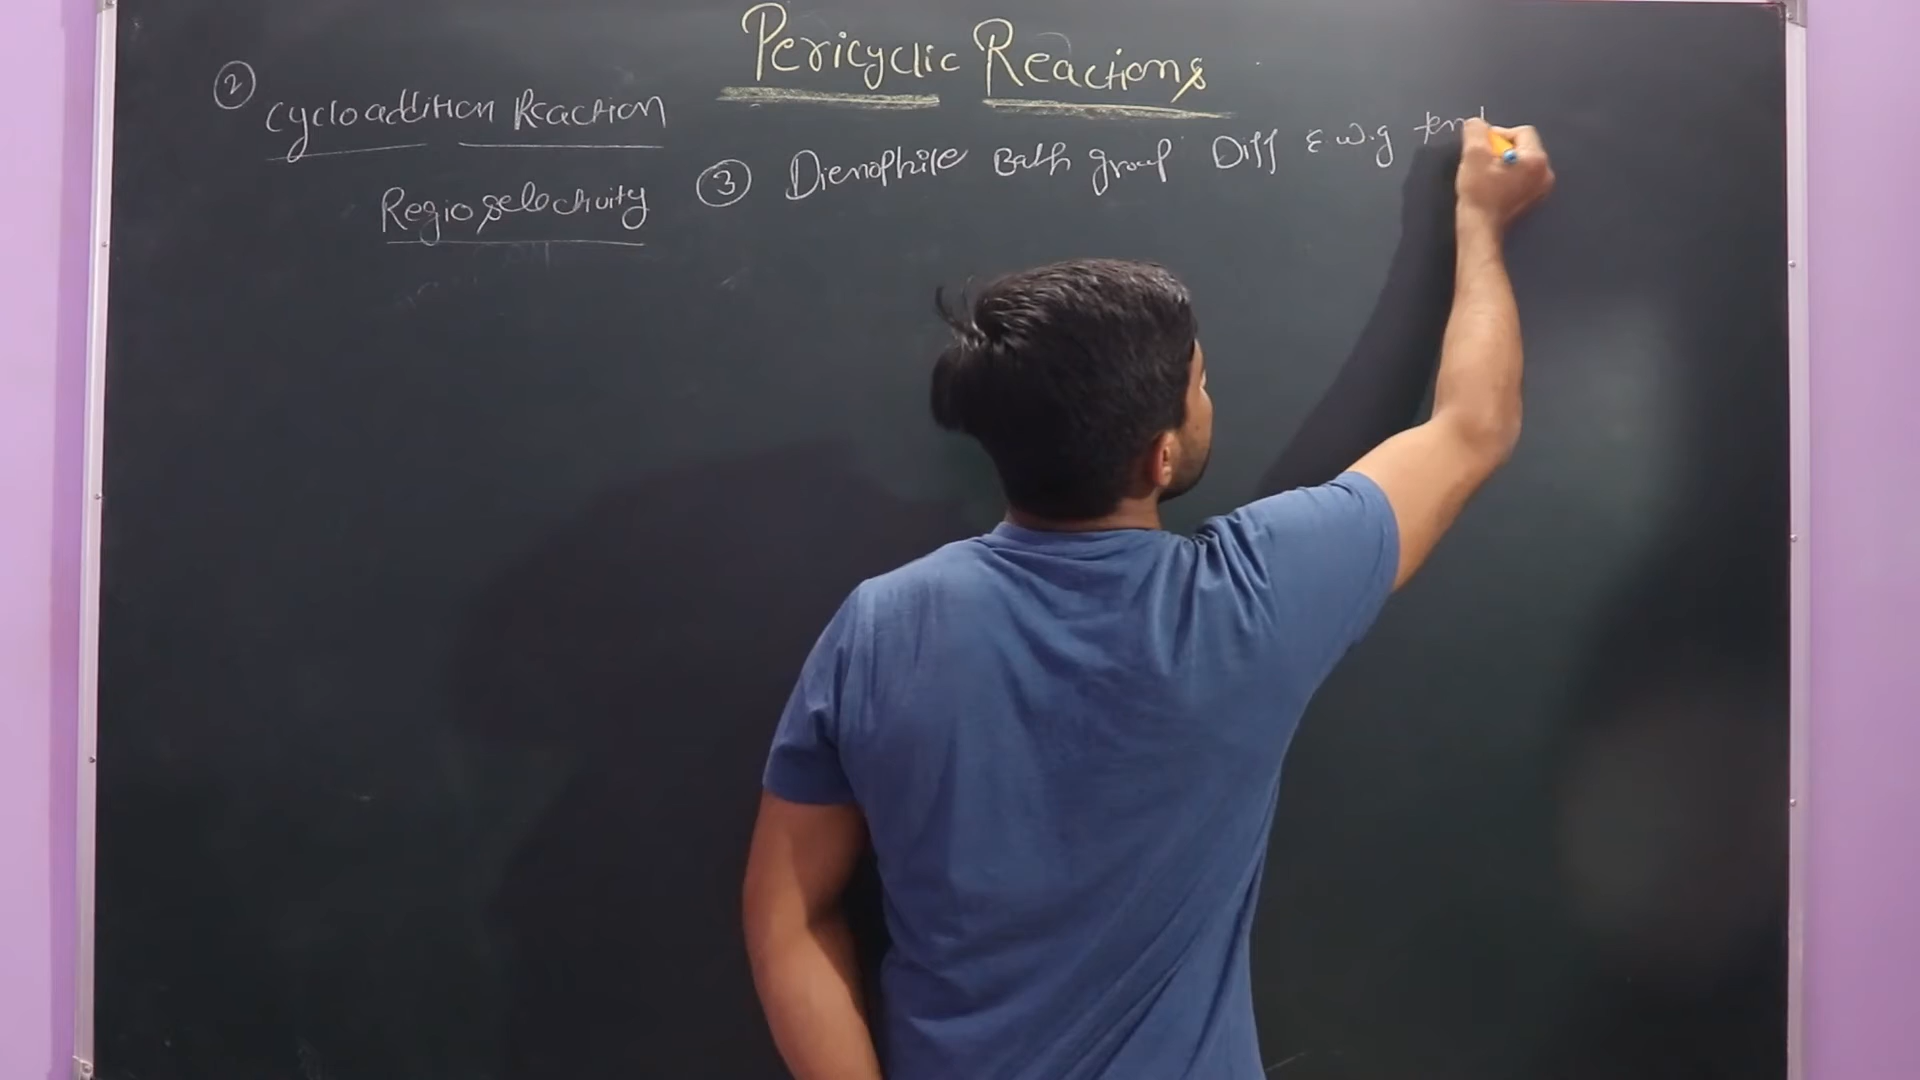 Pericyclic Reactions
② Cycloaddition Reaction
Regioselectivity
③ Dienophile Both group Diff E.W.g